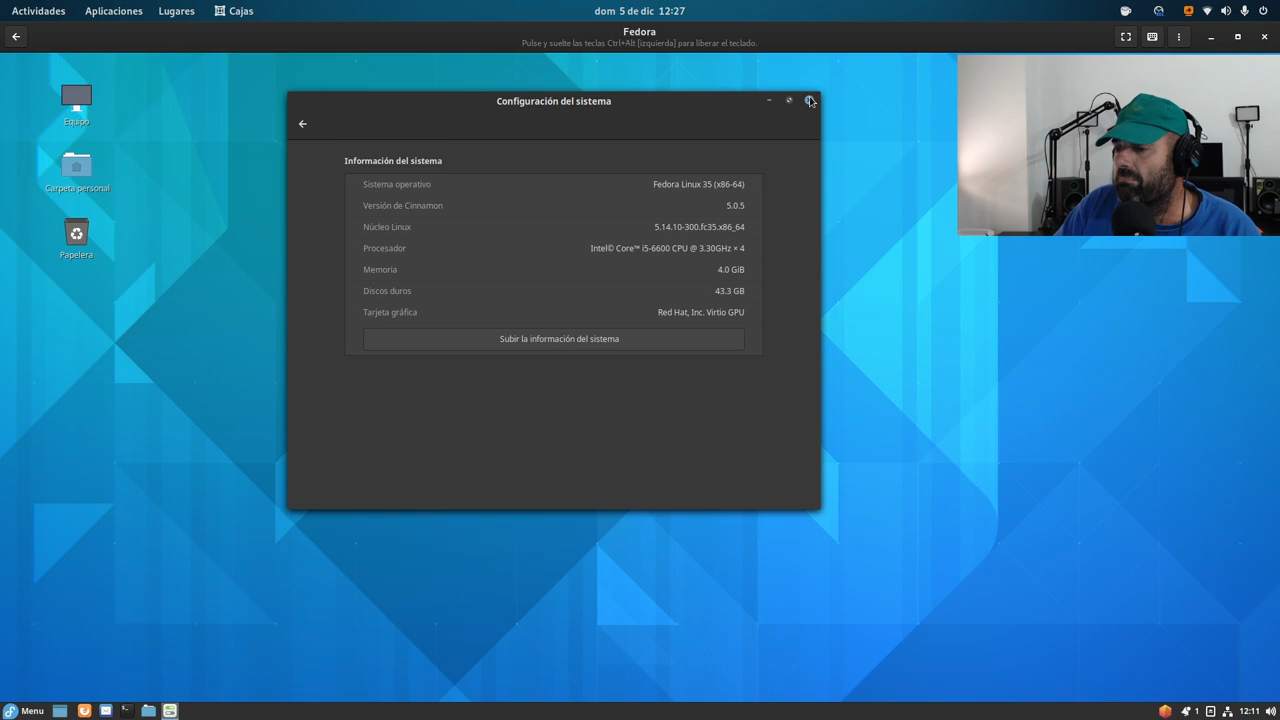 Actividades Aplicaciones Lugares Cajas dom 5 de dic 12:27
Fedora
Pulse y suelte las teclas Ctrl+Alt [izquierda] para liberar el teclado.
Equipo
Carpeta personal
Papelera
Configuración del sistema
Información del sistema
Sistema operativo Fedora Linux 35 (x86-64)
Versión de Cinnamon 5.0.5
Núcleo Linux 5.14.10-300.fc35.x86_64
Procesador Intel© Core™ i5-6600 CPU @ 3.30GHz × 4
Memoria 4.0 GiB
Discos duros 43.3 GB
Tarjeta gráfica Red Hat, Inc. Virtio GPU
Subir la información del sistema
Menu 1 12:11